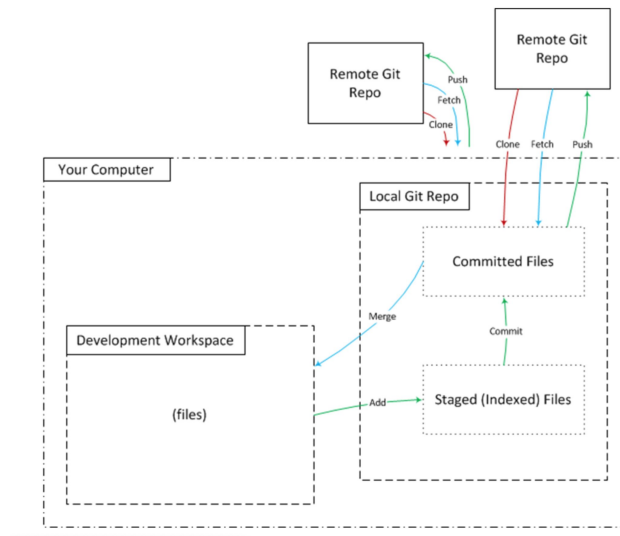 Remote Git
Repo
Remote Git
Repo
Push
Fetch
Clone
Clone
Fetch
Push
Your Computer
Local Git Repo
Committed Files
Merge
Commit
Development Workspace
(files)
Add
Staged (Indexed) Files